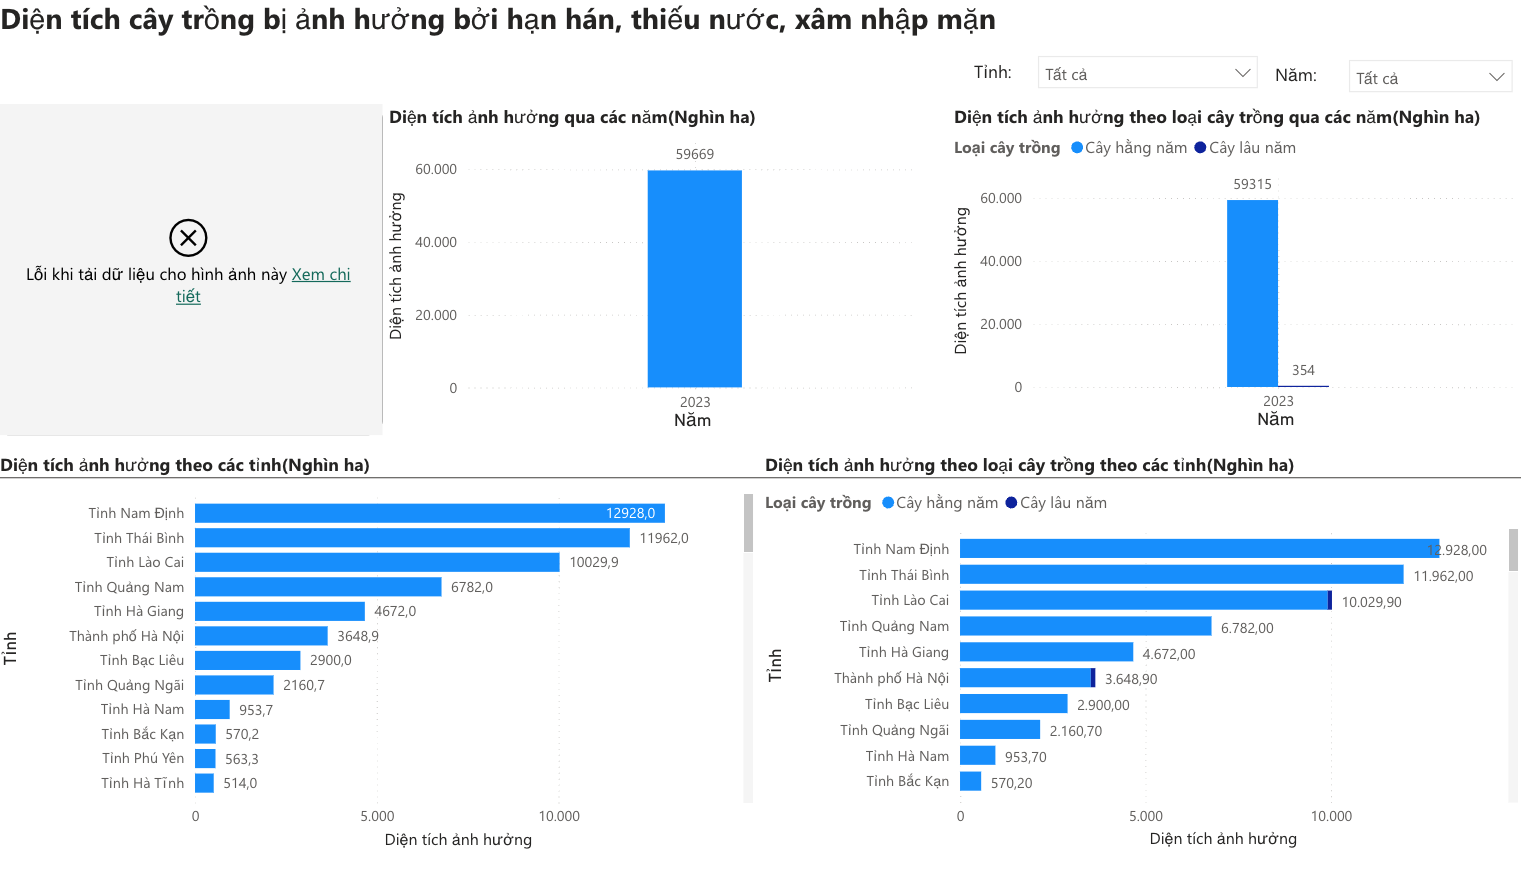 Diện tích cây trồng bị ảnh hưởng bởi hạn hán, thiếu nước, xâm nhập mặn
Tỉnh:
Tất cả
Năm:
Tất cả
Lỗi khi tải dữ liệu cho hình ảnh này Xem chi
tiết
Diện tích ảnh hưởng qua các năm(Nghìn ha)
Diện tích ảnh hưởng
60.000
40.000
20.000
0
59669
2023
Năm
Diện tích ảnh hưởng theo loại cây trồng qua các năm(Nghìn ha)
Loại cây trồng Cây hằng năm Cây lâu năm
Diện tích ảnh hưởng
60.000
40.000
20.000
0
59315
354
2023
Năm
Diện tích ảnh hưởng theo các tỉnh(Nghìn ha)
Tỉnh
Tỉnh Nam Định 12928,0
Tỉnh Thái Bình 11962,0
Tỉnh Lào Cai 10029,9
Tỉnh Quảng Nam 6782,0
Tỉnh Hà Giang 4672,0
Thành phố Hà Nội 3648,9
Tỉnh Bạc Liêu 2900,0
Tỉnh Quảng Ngãi 2160,7
Tỉnh Hà Nam 953,7
Tỉnh Bắc Kạn 570,2
Tỉnh Phú Yên 563,3
Tỉnh Hà Tĩnh 514,0
0 5.000 10.000
Diện tích ảnh hưởng
Diện tích ảnh hưởng theo loại cây trồng theo các tỉnh(Nghìn ha)
Loại cây trồng Cây hằng năm Cây lâu năm
Tỉnh
Tỉnh Nam Định 12.928,00
Tỉnh Thái Bình 11.962,00
Tỉnh Lào Cai 10.029,90
Tỉnh Quảng Nam 6.782,00
Tỉnh Hà Giang 4.672,00
Thành phố Hà Nội 3.648,90
Tỉnh Bạc Liêu 2.900,00
Tỉnh Quảng Ngãi 2.160,70
Tỉnh Hà Nam 953,70
Tỉnh Bắc Kạn 570,20
0 5.000 10.000
Diện tích ảnh hưởng